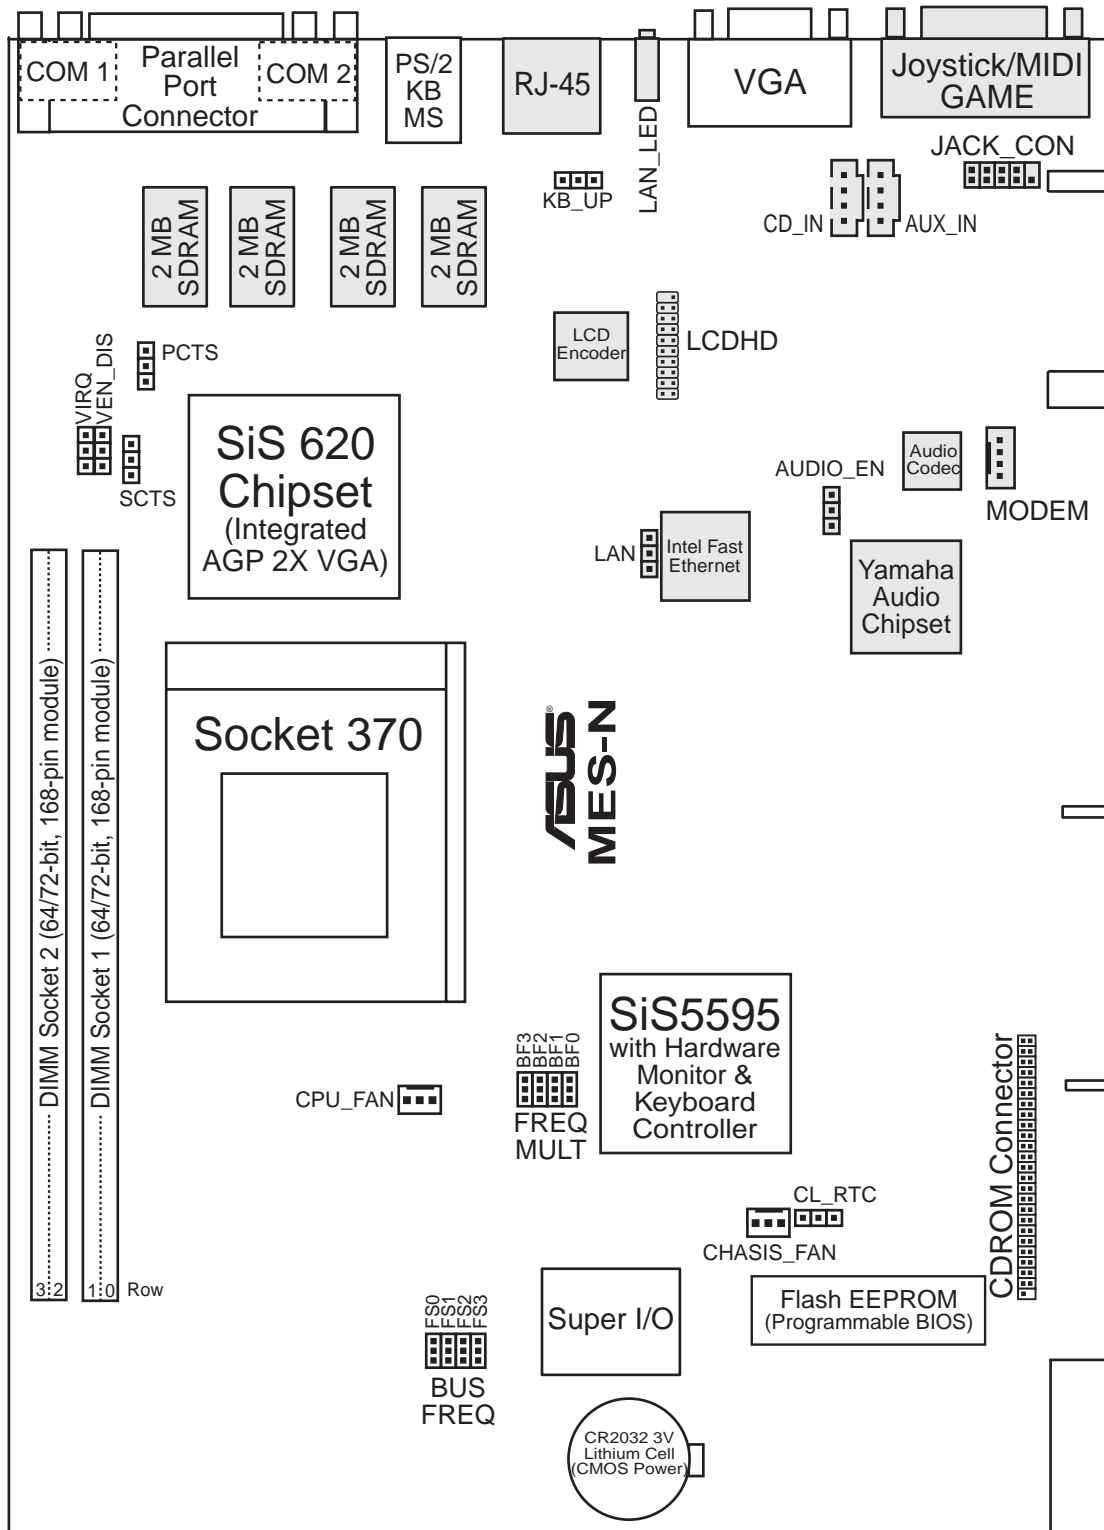 COM 1
Parallel
Port
Connector
COM 2
PS/2
KB
MS
RJ-45
LAN_LED
VGA
Joystick/MIDI
GAME
JACK_CON
KB_UP
CD_IN
AUX_IN
2 MB
SDRAM
2 MB
SDRAM
2 MB
SDRAM
2 MB
SDRAM
LCD
Encoder
LCDHD
PCTS
VIRQ
VEN_DIS
SCTS
SiS 620
Chipset
(Integrated
AGP 2X VGA)
AUDIO_EN
Audio
Codec
MODEM
LAN
Intel Fast
Ethernet
Yamaha
Audio
Chipset
DIMM Socket 2 (64/72-bit, 168-pin module)
DIMM Socket 1 (64/72-bit, 168-pin module)
Socket 370
ASUS®
MES-N
SiS5595
with Hardware
Monitor &
Keyboard
Controller
CPU_FAN
BF3
BF2
BF1
BF0
FREQ
MULT
CDROM Connector
CL_RTC
CHASIS_FAN
3 2
1 0
Row
Super I/O
Flash EEPROM
(Programmable BIOS)
FS0
FS1
FS2
FS3
BUS
FREQ
CR2032 3V
Lithium Cell
(CMOS Power)